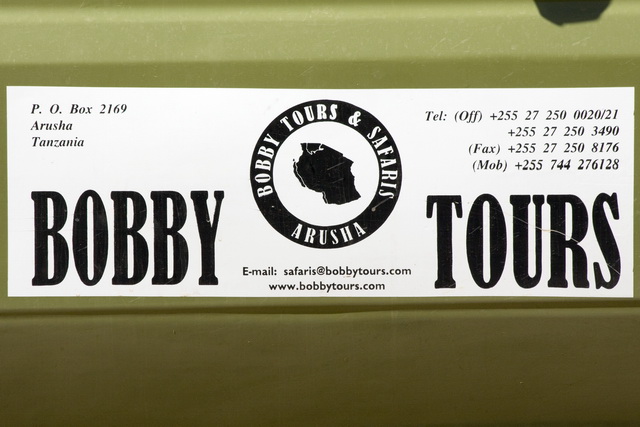 P. O. Box 2169
Arusha
Tanzania
BOBBY TOURS & SAFARIS
ARUSHA
Tel: (Off) +255 27 250 0020/21
+255 27 250 3490
(Fax) +255 27 250 8176
(Mob) +255 744 276128
BOBBY TOURS
E-mail: safaris@bobbytours.com
www.bobbytours.com